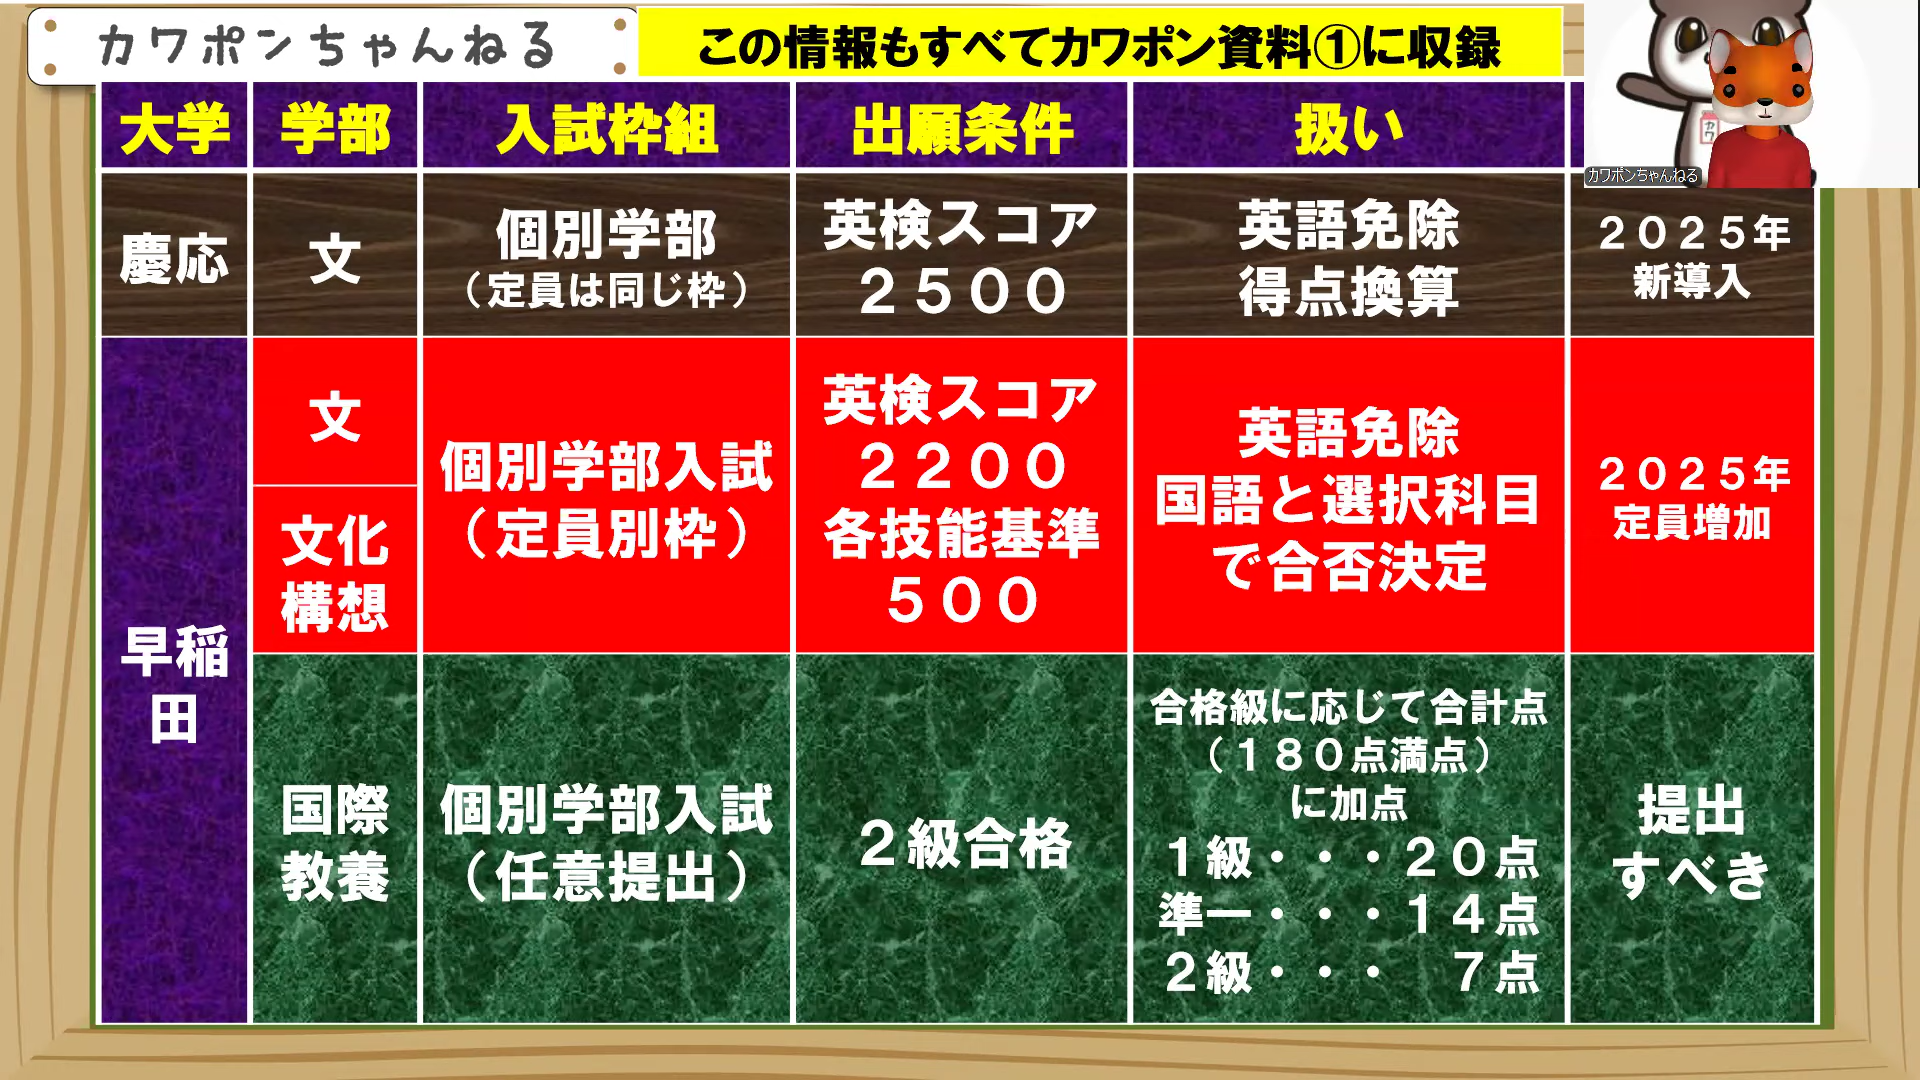 カワポンちゃんねる
この情報もすべてカワポン資料①に収録
カワポンちゃんねる
大学
学部
入試枠組
出願条件
扱い
慶応
文
個別学部
（定員は同じ枠）
英検スコア
２５００
英語免除
得点換算
２０２５年
新導入
早稲
田
文
文化
構想
個別学部入試
（定員別枠）
英検スコア
２２００
各技能基準
５００
英語免除
国語と選択科目
で合否決定
２０２５年
定員増加
国際
教養
個別学部入試
（任意提出）
２級合格
合格級に応じて合計点
（１８０点満点）
に加点
１級・・・２０点
準一・・・１４点
２級・・・　７点
提出
すべき